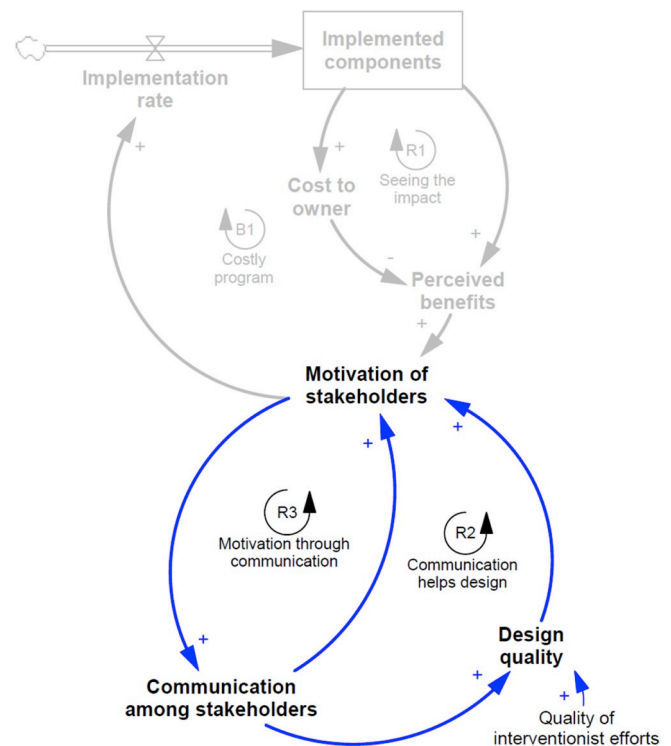 Implemented
components
Implementation
rate
+
+
R1
Seeing the
impact
Cost to
owner
B1
Costly
program
-
+
Perceived
benefits
+
Motivation of
stakeholders
+
+
R3
Motivation through
communication
R2
Communication
helps design
+
Design
quality
+
+
Communication
among stakeholders
Quality of
interventionist efforts